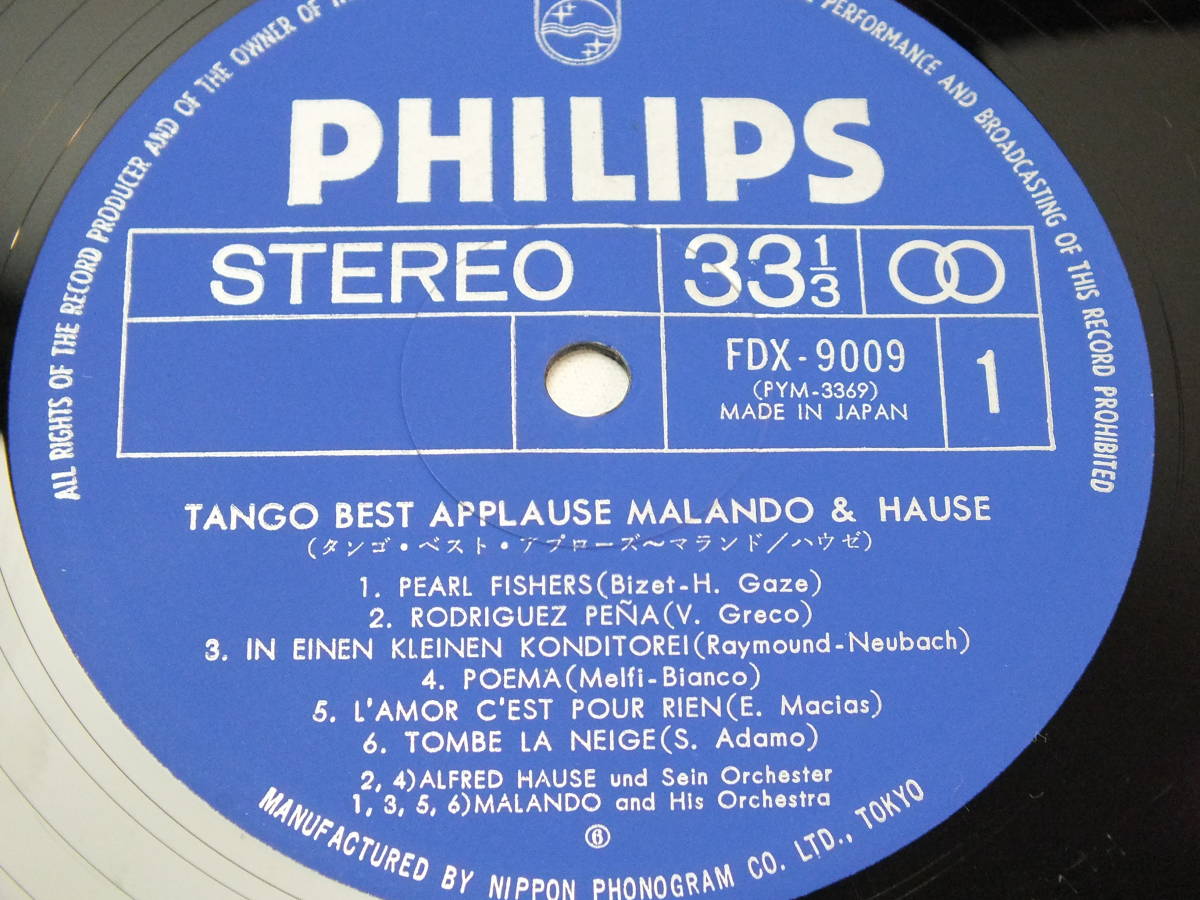 ALL RIGHTS OF THE RECORD PRODUCER AND OF THE OWNER OF
PERFORMANCE AND BROADCASTING OF THIS RECORD PROHIBITED
PHILIPS
STEREO
33 1/3
FDX-9009
(PYM-3369)
MADE IN JAPAN
1
TANGO BEST APPLAUSE MALANDO & HAUSE
(タンゴ・ベスト・アプローズ～マランド/ハウゼ)
1. PEARL FISHERS(Bizet-H. Gaze)
2. RODRIGUEZ PEÑA(V. Greco)
3. IN EINEN KLEINEN KONDITOREI(Raymound-Neubach)
4. POEMA(Melfi-Bianco)
5. L'AMOR C'EST POUR RIEN(E. Macias)
6. TOMBE LA NEIGE(S. Adamo)
2, 4)ALFRED HAUSE und Sein Orchester
1, 3, 5, 6)MALANDO and His Orchestra
MANUFACTURED BY NIPPON PHONOGRAM CO. LTD., TOKYO